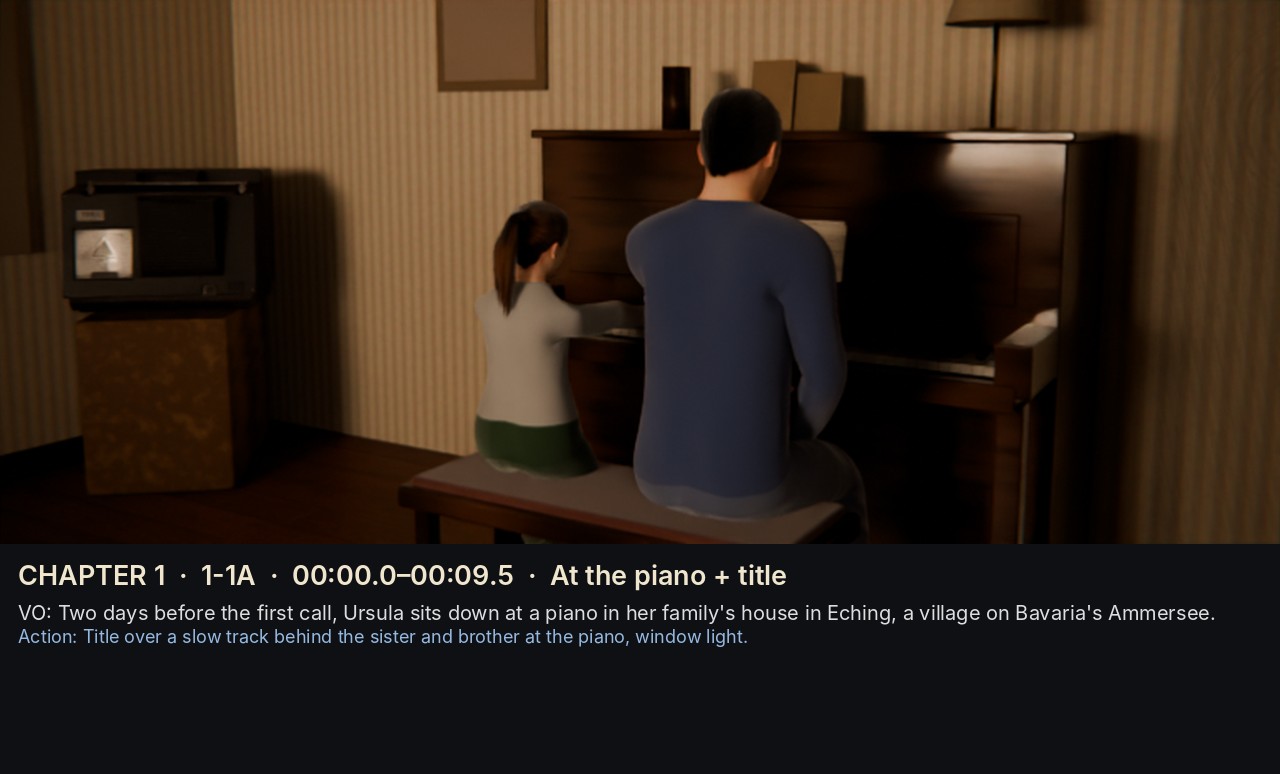 CHAPTER 1 · 1-1A · 00:00.0–00:09.5 · At the piano + title
VO: Two days before the first call, Ursula sits down at a piano in her family's house in Eching, a village on Bavaria's Ammersee.
Action: Title over a slow track behind the sister and brother at the piano, window light.